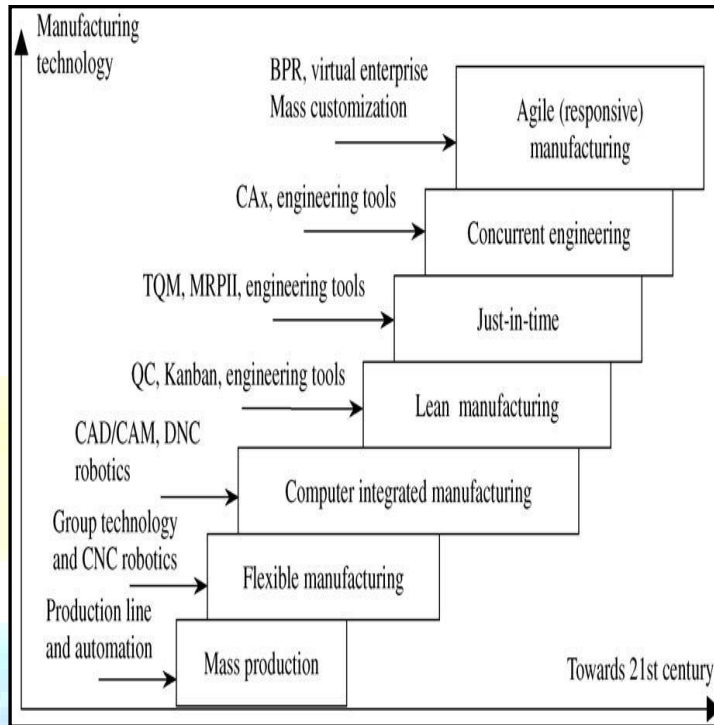 Manufacturing
technology
BPR, virtual enterprise
Mass customization
Agile (responsive)
manufacturing
CAx, engineering tools
Concurrent engineering
TQM, MRPII, engineering tools
Just-in-time
QC, Kanban, engineering tools
Lean manufacturing
CAD/CAM, DNC
robotics
Computer integrated manufacturing
Group technology
and CNC robotics
Flexible manufacturing
Production line
and automation
Mass production
Towards 21st century